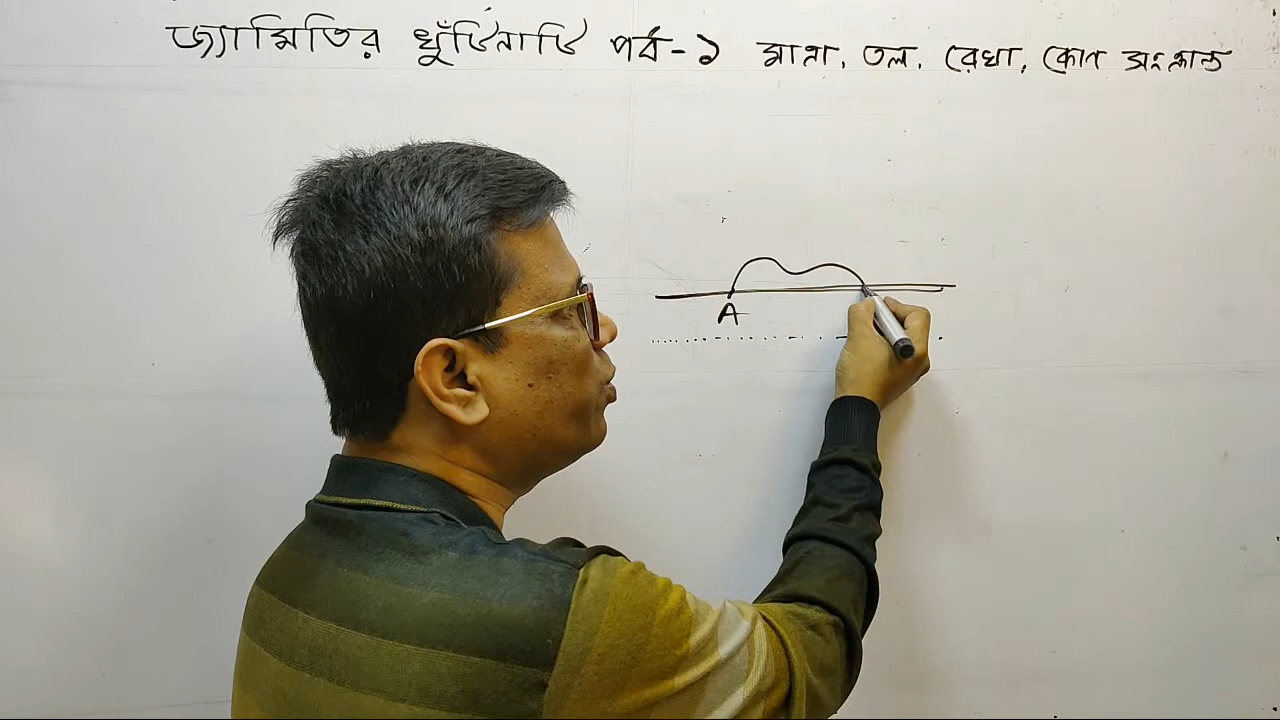 জ্যামিতির খুঁটিনাটি পর্ব-১ মাত্রা, তল, রেখা, কোণ সংক্রান্ত
A